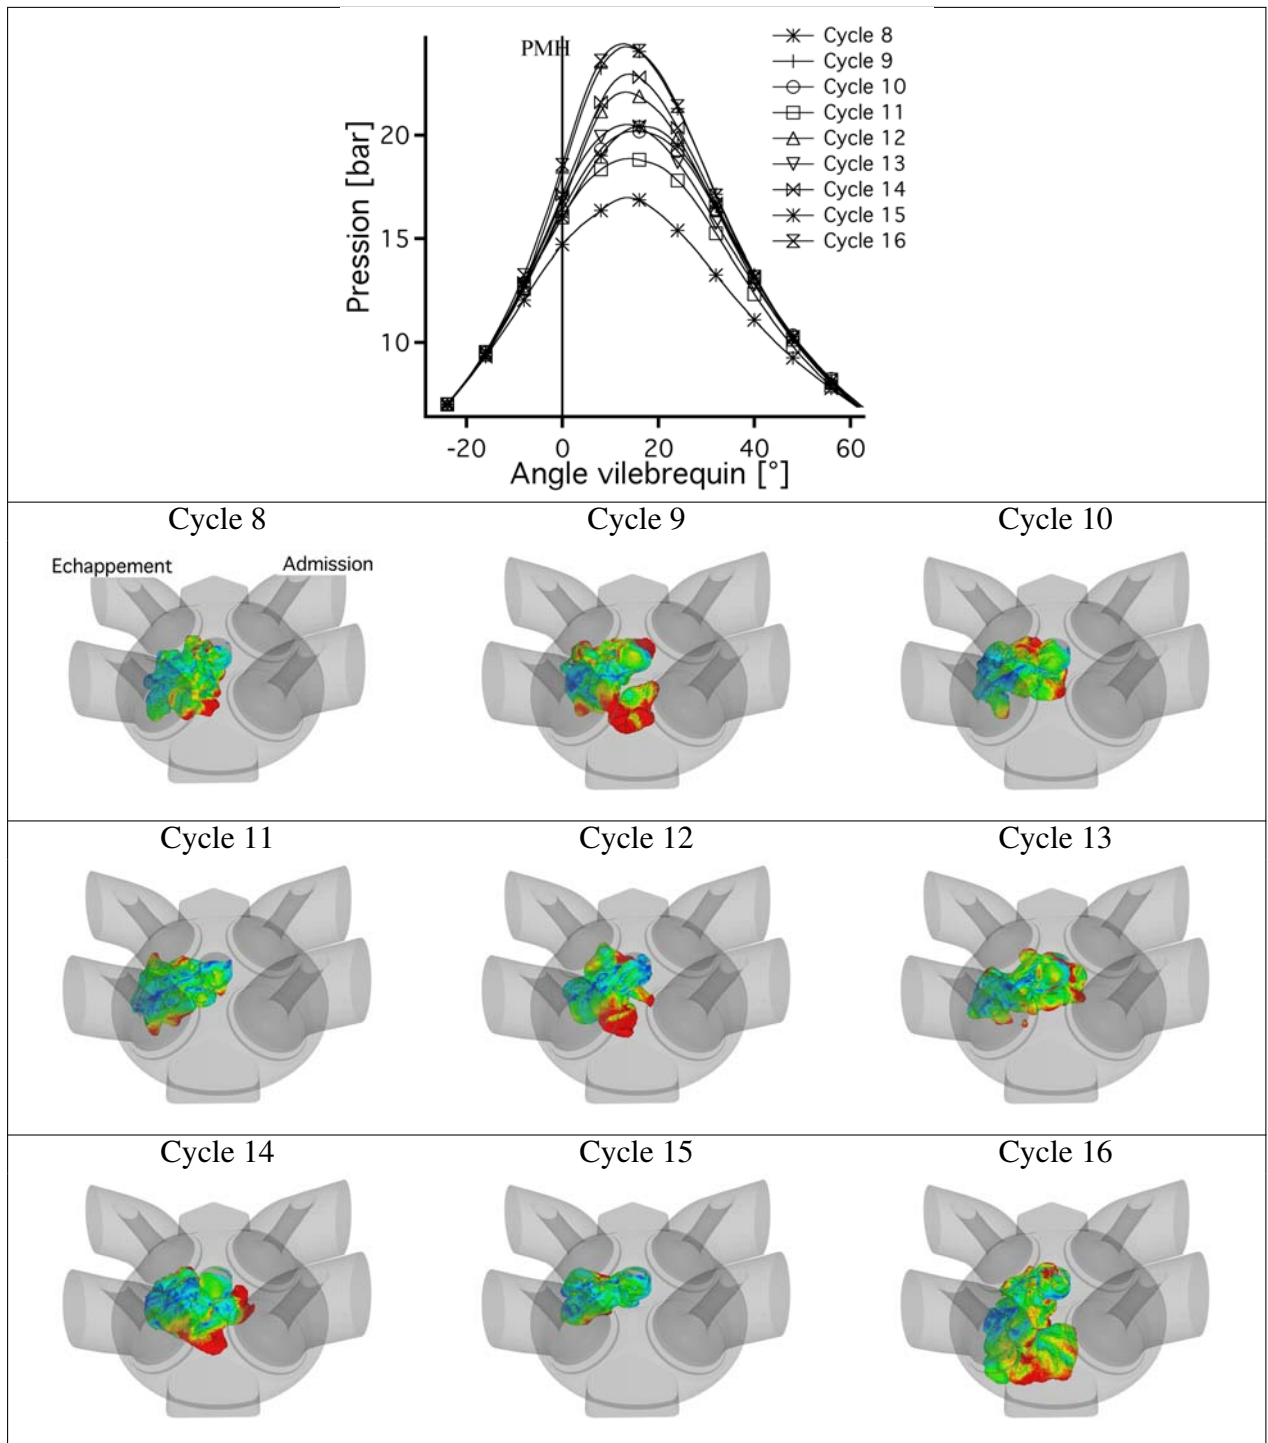 PMH
Cycle 8
Cycle 9
Cycle 10
Cycle 11
Cycle 12
Cycle 13
Cycle 14
Cycle 15
Cycle 16
Pression [bar]
20
15
10
-20 0 20 40 60
Angle vilebrequin [°]
Cycle 8 Cycle 9 Cycle 10
Echappement Admission
Cycle 11 Cycle 12 Cycle 13
Cycle 14 Cycle 15 Cycle 16